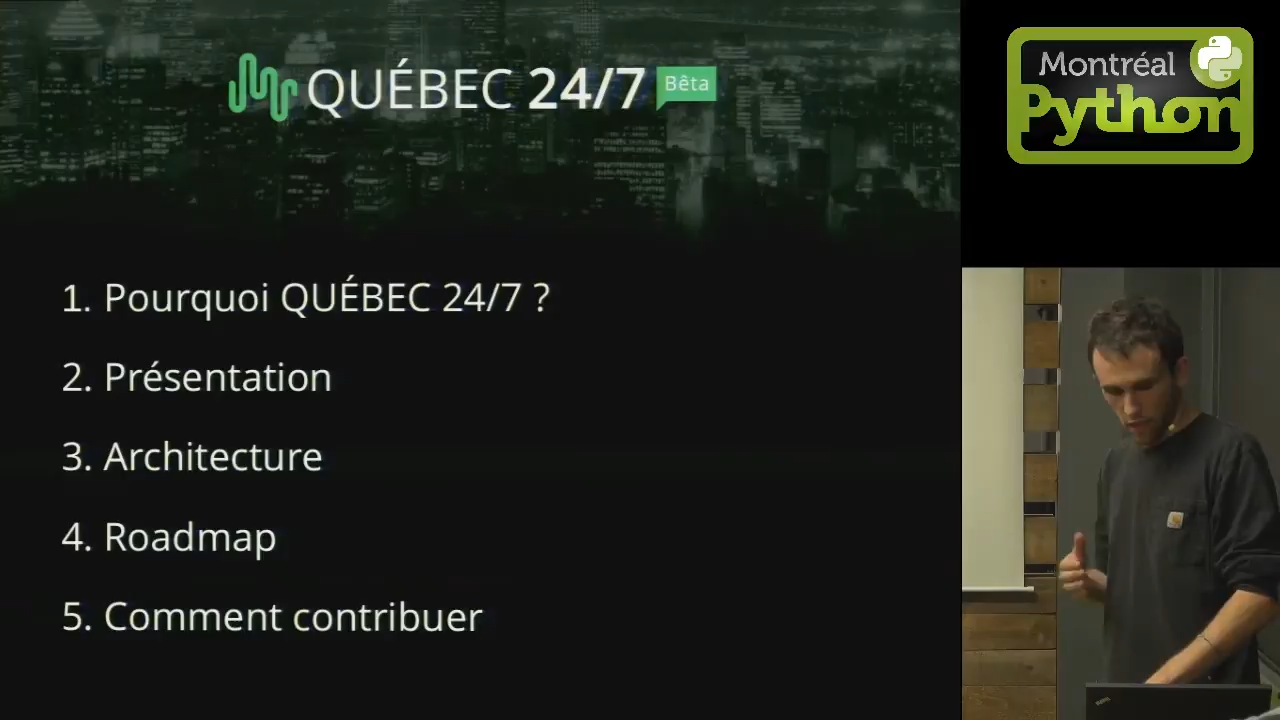 QUÉBEC 24/7 Bêta
1. Pourquoi QUÉBEC 24/7 ?
2. Présentation
3. Architecture
4. Roadmap
5. Comment contribuer
Montréal
Python